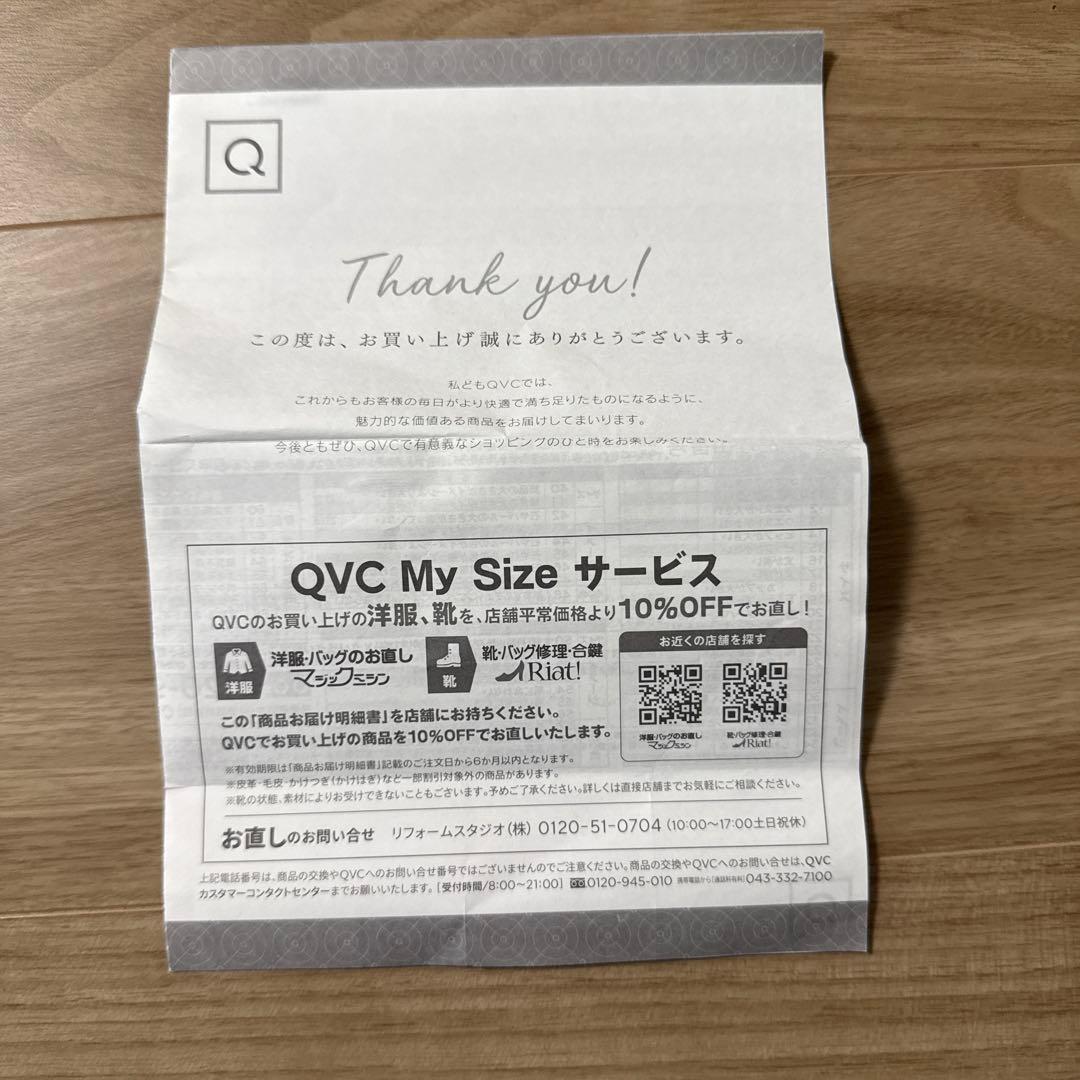 Q
Thank you!
この度は、お買い上げ誠にありがとうございます。
私どもQVCでは、
これからもお客様の毎日がより快適で満ち足りたものになるように、
魅力的な価値ある商品をお届けしてまいります。
今後ともぜひ、QVCで有意義なショッピングのひと時をお楽しみください。
QVC My Size サービス
QVCのお買い上げの洋服、靴を、店舗平常価格より10%OFFでお直し!
洋服 洋服・バッグのお直し マジックミシン
靴 靴・バッグ修理・合鍵 Riat!
お近くの店舗を探す
洋服・バッグのお直し マジックミシン
靴・バッグ修理・合鍵 Riat!
この「商品お届け明細書」を店舗にお持ちください。
QVCでお買い上げの商品を10%OFFでお直しいたします。
※有効期限は「商品お届け明細書」記載のご注文日から6か月以内となります。
※皮革・毛皮・かけつぎ(かけはぎ)など一部割引対象外の商品があります。
※靴の状態、素材によりお受けできないこともございます。予めご了承ください。詳しくは直接店舗までお気軽にご相談ください。
お直しのお問い合せ リフォームスタジオ(株) 0120-51-0704 (10:00〜17:00土日祝休)
上記電話番号は、商品の交換やQVCへのお問い合せ番号ではございませんのでご注意ください。商品の交換やQVCへのお問い合せは、QVC
カスタマーコンタクトセンターまでお願いいたします。[受付時間/8:00〜21:00] 0120-945-010 携帯電話から[通話料有料]043-332-7100